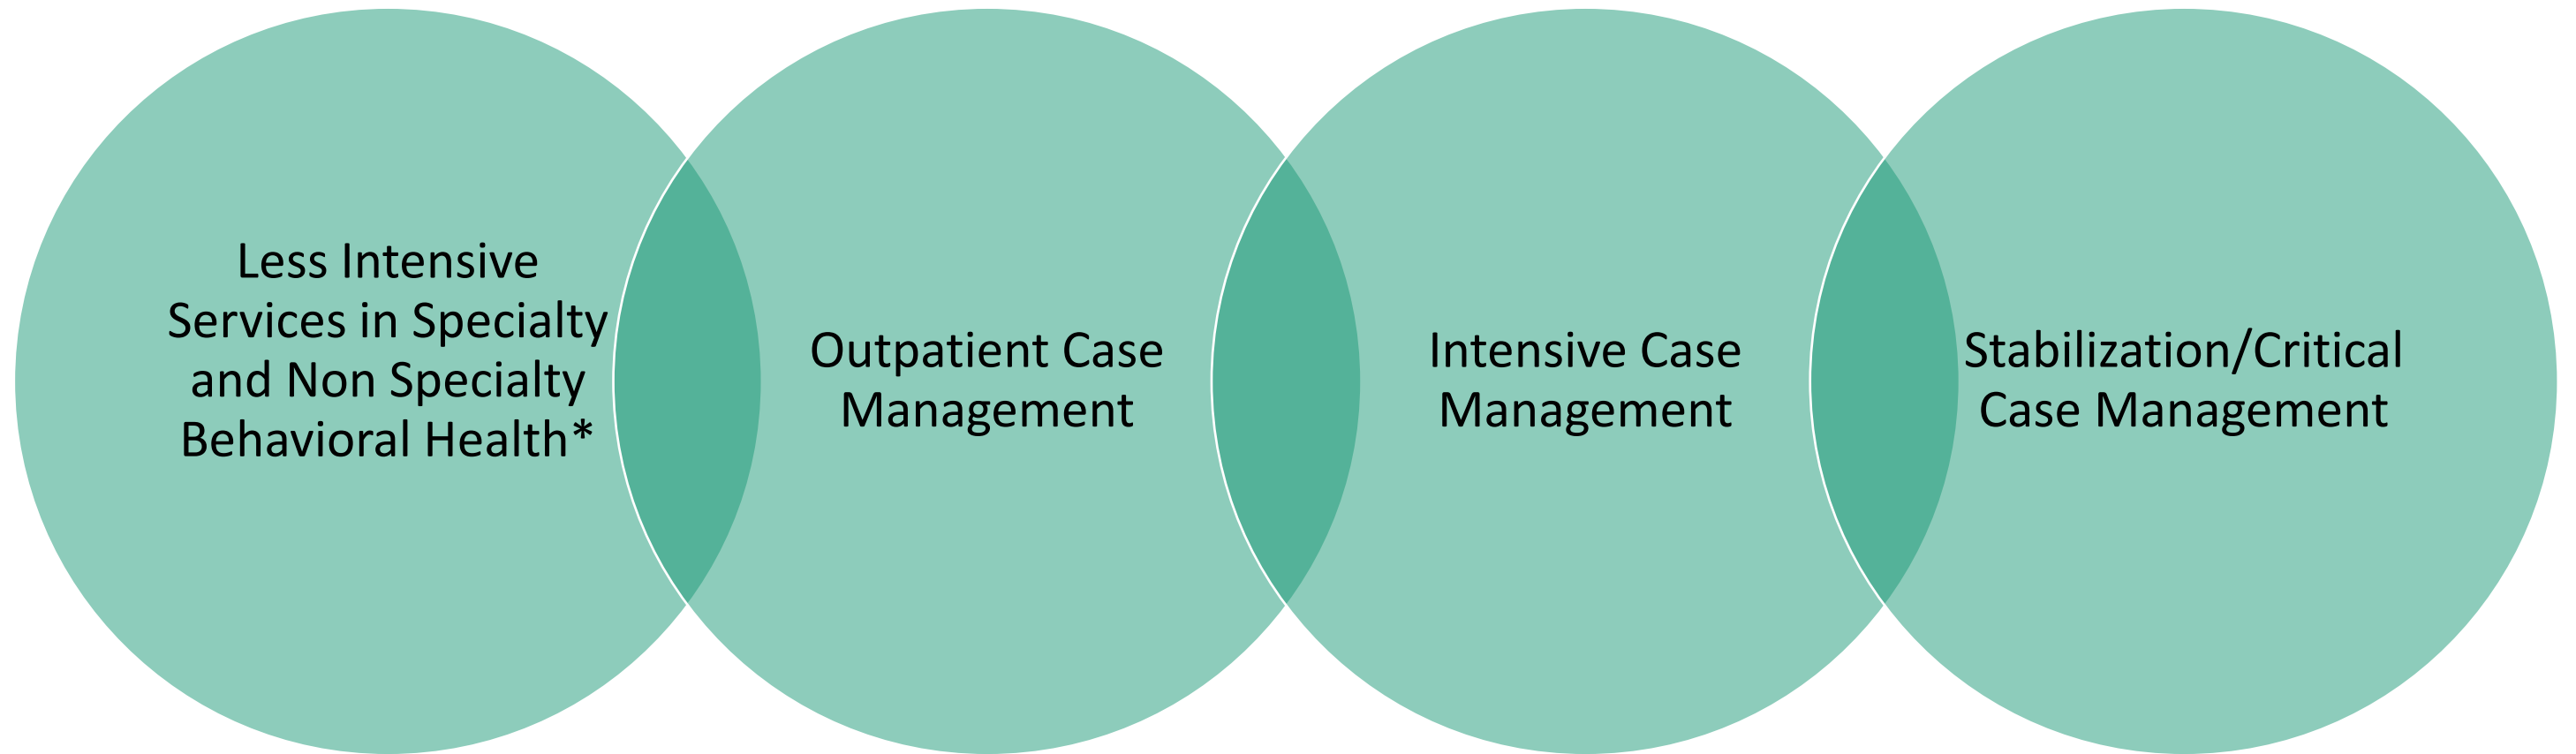 Less Intensive
Services in Specialty
and Non Specialty
Behavioral Health*
Outpatient Case
Management
Intensive Case
Management
Stabilization/Critical
Case Management